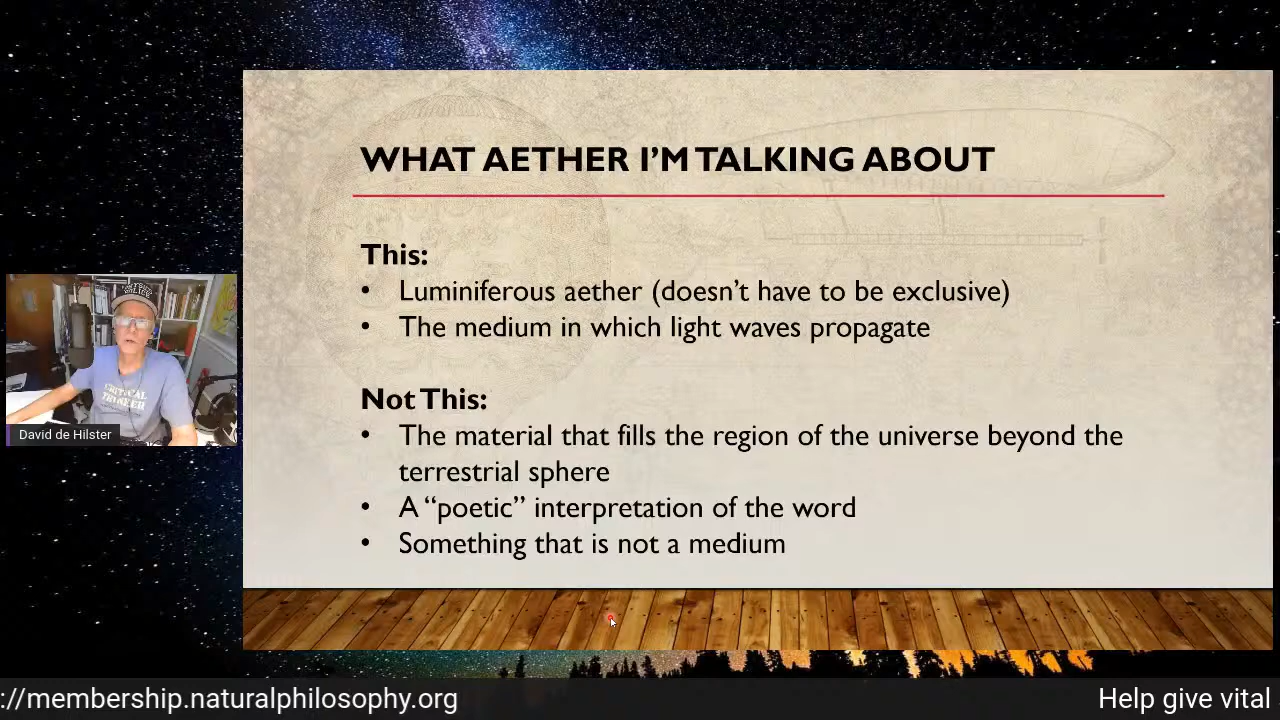 WHAT AETHER I'M TALKING ABOUT
This:
• Luminiferous aether (doesn't have to be exclusive)
• The medium in which light waves propagate
Not This:
• The material that fills the region of the universe beyond the
terrestrial sphere
• A “poetic” interpretation of the word
• Something that is not a medium
CRITICAL
THINKER
David de Hilster
://membership.naturalphilosophy.org
Help give vital